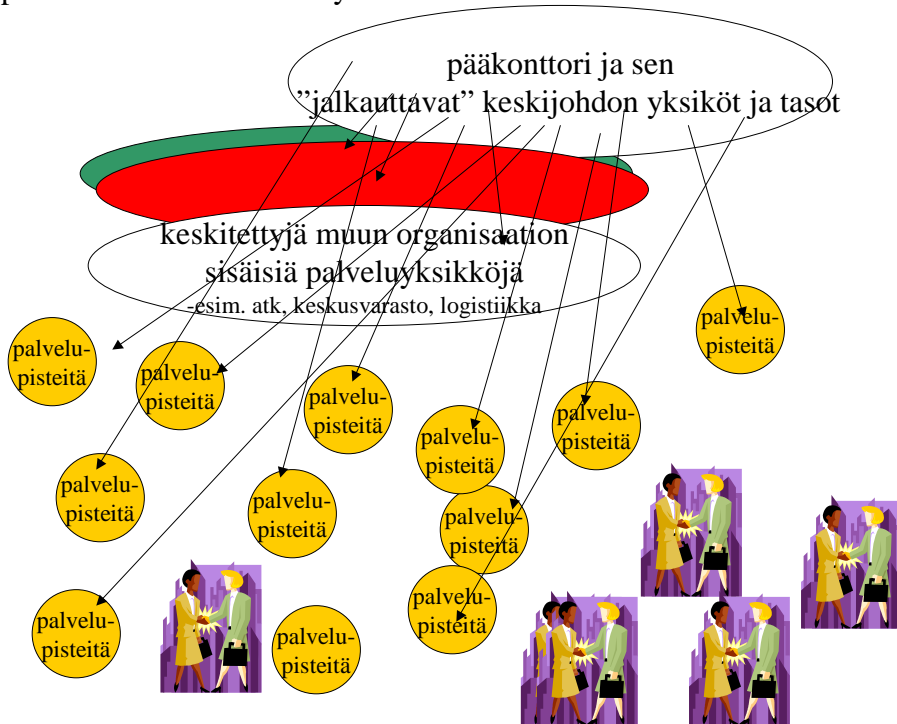 pääkonttori ja sen
”jalkauttavat” keskijohdon yksiköt ja tasot
keskitettyjä muun organisaation
sisäisiä palveluyksikköjä
-esim. atk, keskusvarasto, logistiikka
palvelu-
pisteitä
palvelu-
pisteitä
palvelu-
pisteitä
palvelu-
pisteitä
palvelu-
pisteitä
palvelu-
pisteitä
palvelu-
pisteitä
palvelu-
pisteitä
palvelu-
pisteitä
palvelu-
pisteitä
palvelu-
pisteitä
palvelu-
pisteitä